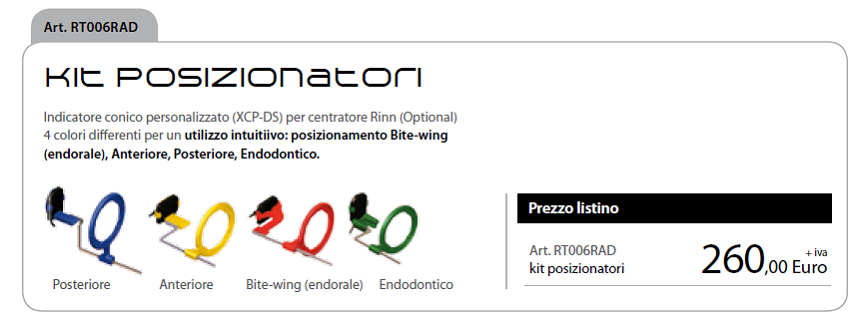 Art. RT006RAD
KIT POSIZIONATORI
Indicatore conico personalizzato (XCP-DS) per centratore Rinn (Optional)
4 colori differenti per un utilizzo intuitiivo: posizionamento Bite-wing
(endorale), Anteriore, Posteriore, Endodontico.
Posteriore
Anteriore
Bite-wing (endorale)
Endodontico
Prezzo listino
Art. RT006RAD
kit posizionatori
260,00 Euro
+ iva